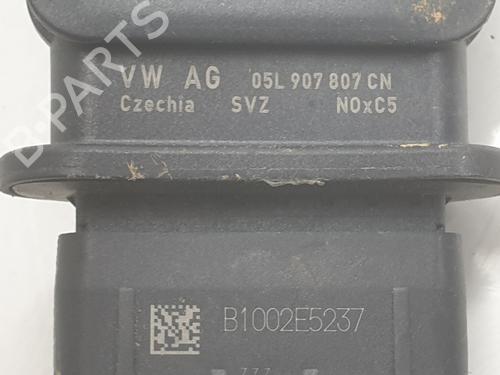 B-PARTS
VW AG 05L 907 807 CN
Czechia SVZ NOxC5
B1002E5237